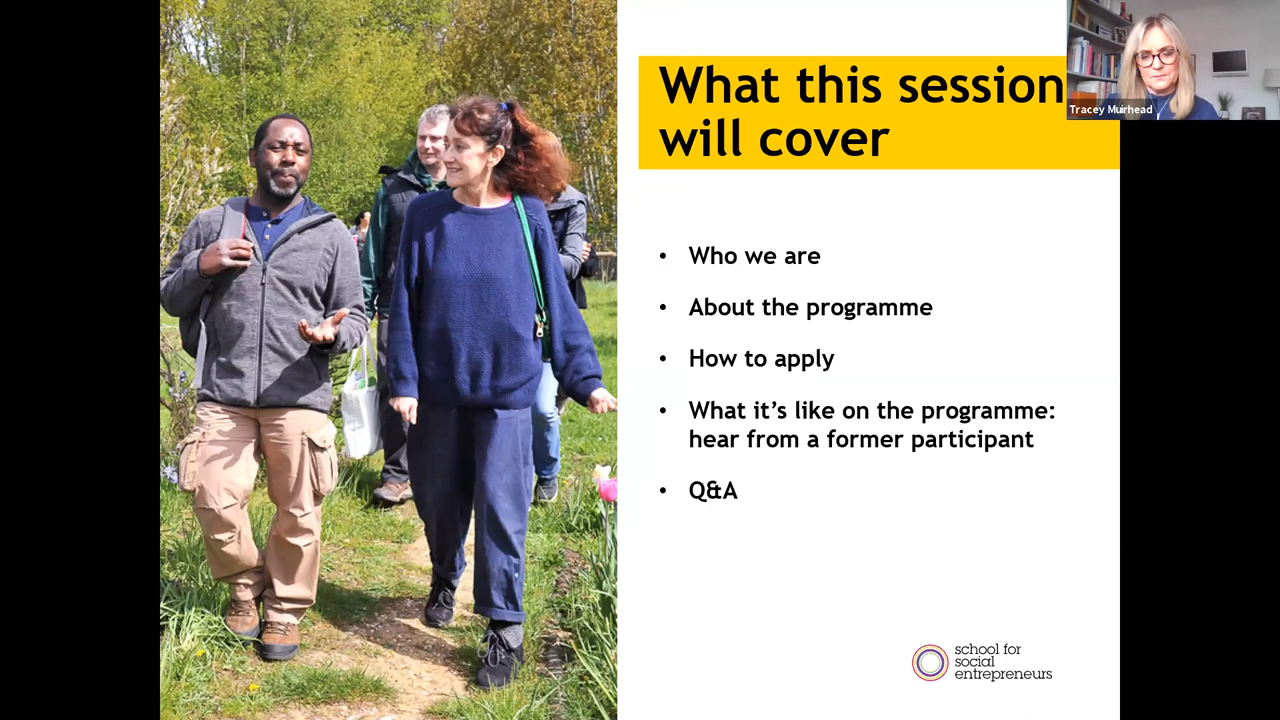 What this session
will cover
Tracey Muirhead
• Who we are
• About the programme
• How to apply
• What it’s like on the programme:
hear from a former participant
• Q&A
school for
social
entrepreneurs